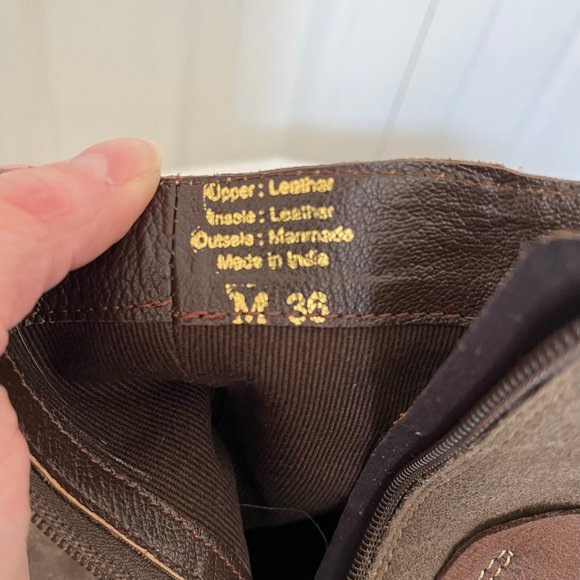 Upper : Leather
Insole : Leather
Outsole : Manmade
Made in India
M 36